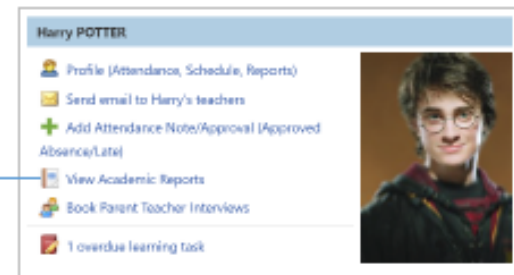 Harry POTTER
Profile (Attendance, Schedule, Reports)
Send email to Harry's teachers
Add Attendance Note/Approval (Approved
Absence/Late)
View Academic Reports
Book Parent Teacher Interviews
1 overdue learning task